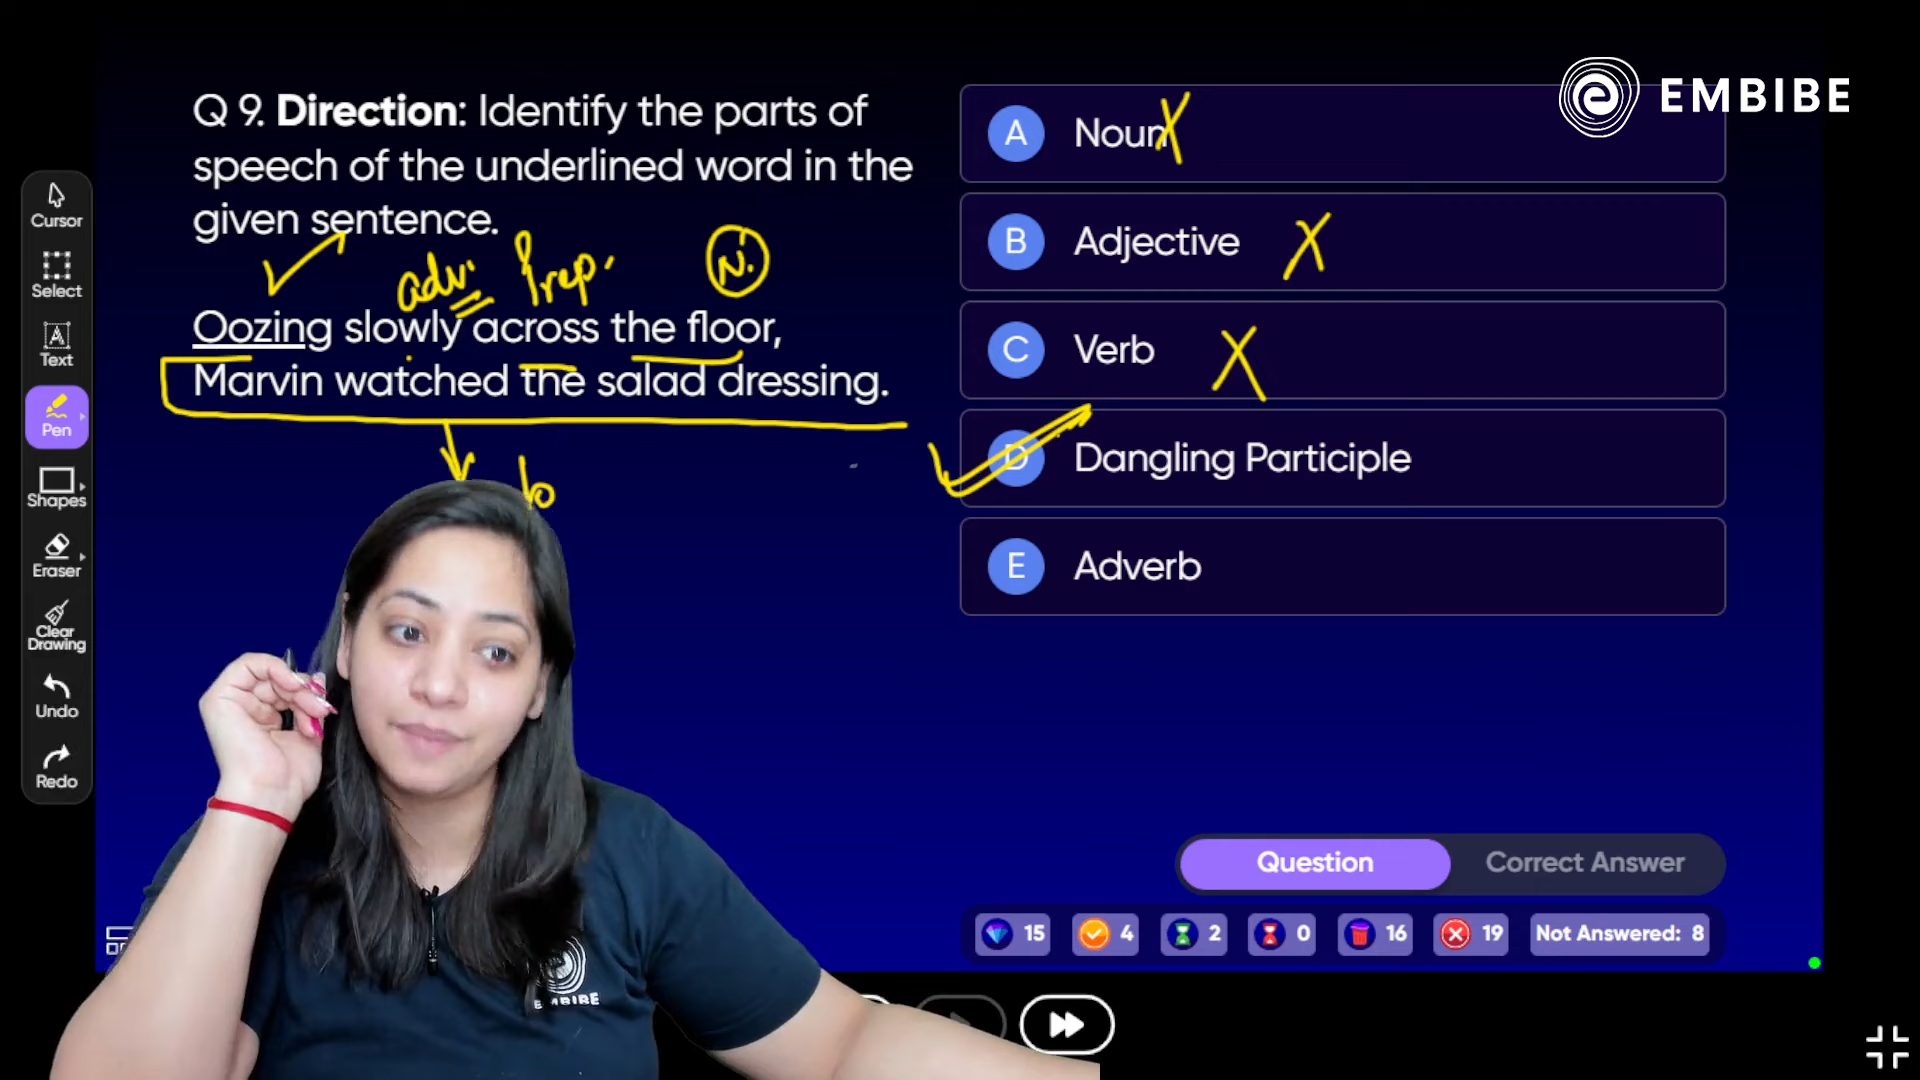 EMBIBE
Q 9. Direction: Identify the parts of
speech of the underlined word in the
given sentence.
adv. Prep. N.
Oozing slowly across the floor,
Marvin watched the salad dressing.
A Noun X
B Adjective X
C Verb X
D Dangling Participle
E Adverb
Cursor
Select
A
Text
Pen
Shapes
Eraser
Clear
Drawing
Undo
Redo
Question Correct Answer
15 4 2 0 16 19 Not Answered: 8
EMBIBE